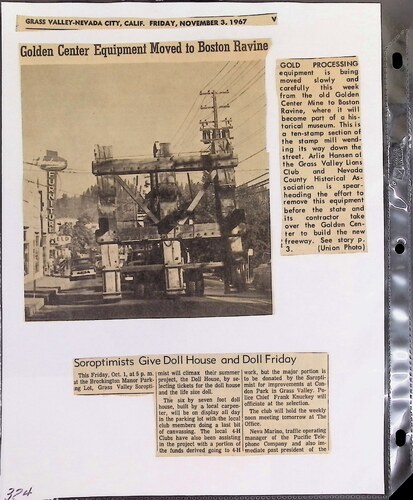 GRASS VALLEY-NEVADA CITY, CALIF. FRIDAY, NOVEMBER 3, 1967
V
Golden Center Equipment Moved to Boston Ravine
FURNITURE
GOLD PROCESSING
equipment is being
moved slowly and
carefully this week
from the old Golden
Center Mine to Boston
Ravine, where it will
become part of a his-
torical museum. This is
a ten-stamp section of
the stamp mill wend-
ing its way down the
street. Arlie Hansen of
the Grass Valley Lions
Club and Nevada
County Historical As-
sociation is spear-
heading the effort to
remove this equipment
before the state and
its contractor take
over the Golden Cen-
ter to build the new
freeway. See story p.
3. (Union Photo)
Soroptimists Give Doll House and Doll Friday
This Friday, Oct. 1, at 5 p. m.
at the Brockington Manor Park-
ing Lot, Grass Valley Soropti-
mist will climax their summer
project, the Doll House, by se-
lecting tickets for the doll house
and the life size doll.
The six by seven foot doll
house, built by a local carpen-
ter, will be on display all day
in the parking lot with the local
club members doing a last bit
of canvassing. The local 4-H
Clubs have also been assisting
in the project with a portion of
the funds derived going to 4-H
work, but the major portion is
to be donated by the Soropti-
mist for improvements at Con-
don Park in Grass Valley. Po-
lice Chief Frank Knuckey will
officiate at the selection.
The club will hold the weekly
noon meeting tomorrow at The
Office.
Neva Marino, traffic operating
manager of the Pacific Tele-
phone Company and also im-
mediate past president of the
324